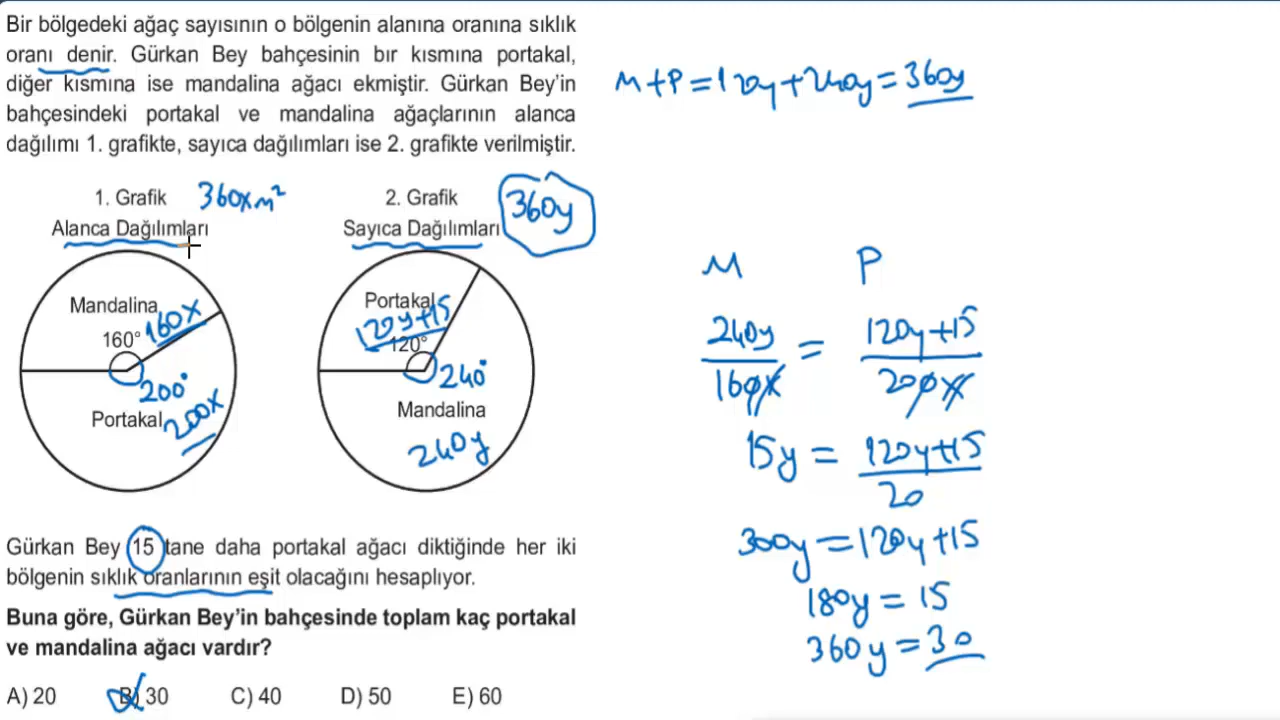 Bir bölgedeki ağaç sayısının o bölgenin alanına oranına sıklık
oranı denir. Gürkan Bey bahçesinin bir kısmına portakal,
diğer kısmına ise mandalina ağacı ekmiştir. Gürkan Bey'in
bahçesindeki portakal ve mandalina ağaçlarının alanca
dağılımı 1. grafikte, sayıca dağılımları ise 2. grafikte verilmiştir.
1. Grafik 360x m²
Alanca Dağılımları
Mandalina
160x
160°
200°
Portakal
200x
2. Grafik
360y
Sayıca Dağılımları
Portakal
120y+15
120°
240°
Mandalina
240y
Gürkan Bey 15 tane daha portakal ağacı diktiğinde her iki
bölgenin sıklık oranlarının eşit olacağını hesaplıyor.
Buna göre, Gürkan Bey'in bahçesinde toplam kaç portakal
ve mandalina ağacı vardır?
A) 20 B) 30 C) 40 D) 50 E) 60
M+P=120y+240y=360y
M P
240y/160x = 120y+15/200x
15y = 120y+15/20
300y=120y+15
180y=15
360y=30